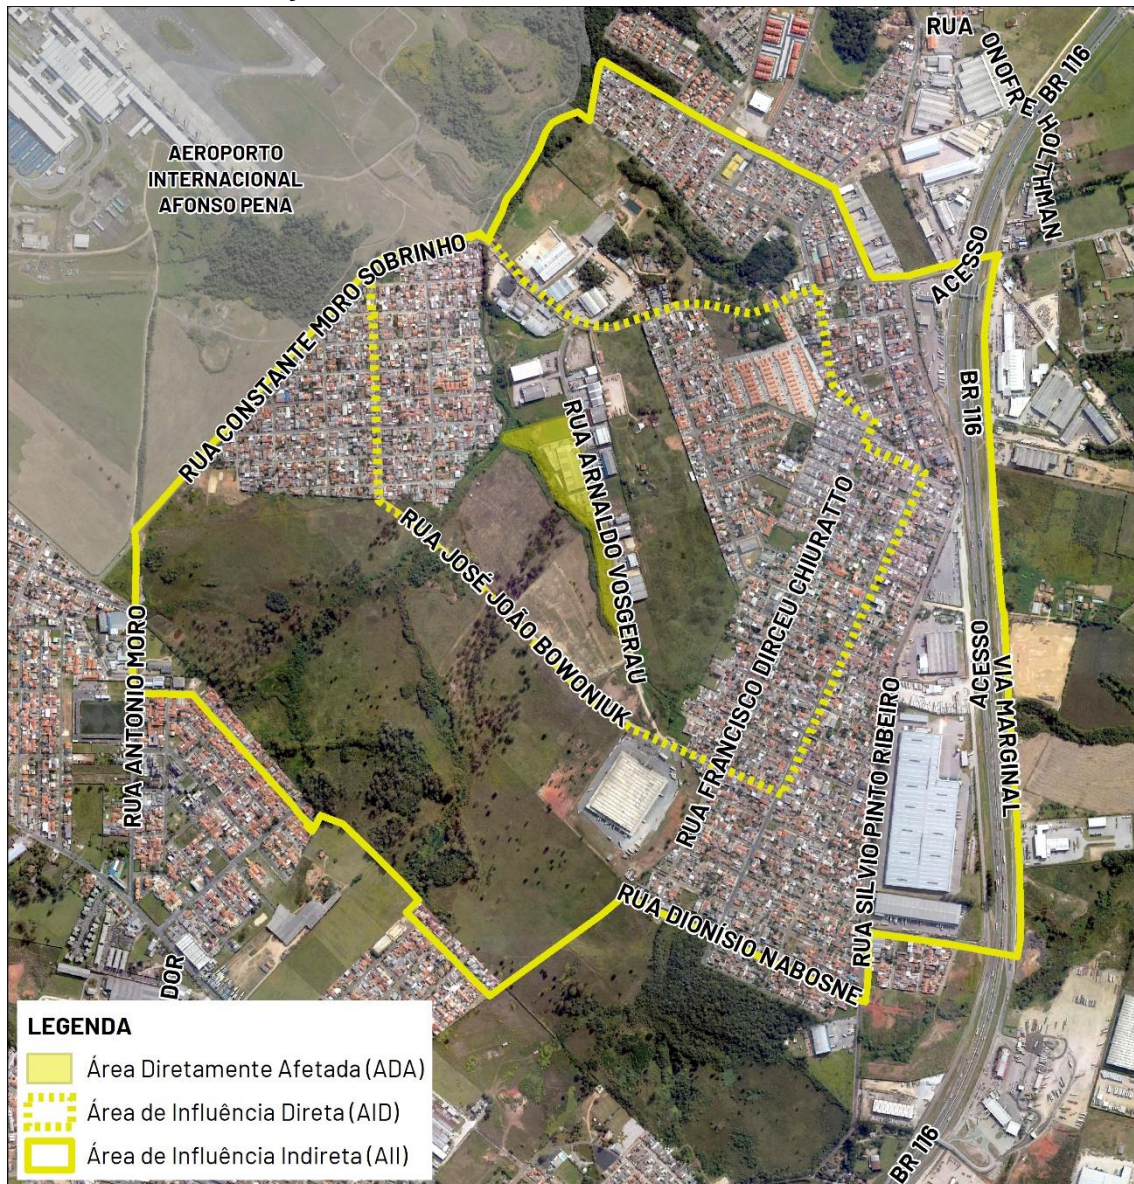 RUA ONOFRE HOLTHMAN
BR 116
AEROPORTO
INTERNACIONAL
AFONSO PENA
ACESSO
RUA CONSTANTE MORO SOBRINHO
BR 116
RUA ARNALDO VOSGERAU
RUA JOSÉ JOÃO BOWONIUK
RUA FRANCISCO DIRCEU CHIURATTO
RUA ANTONIO MORO
ACESSO
VIA MARGINAL
RUA SILVIO PINTO RIBEIRO
RUA DIONÍSIO NABOSNE
DOR
BR 116
LEGENDA
Área Diretamente Afetada (ADA)
Área de Influência Direta (AID)
Área de Influência Indireta (AII)